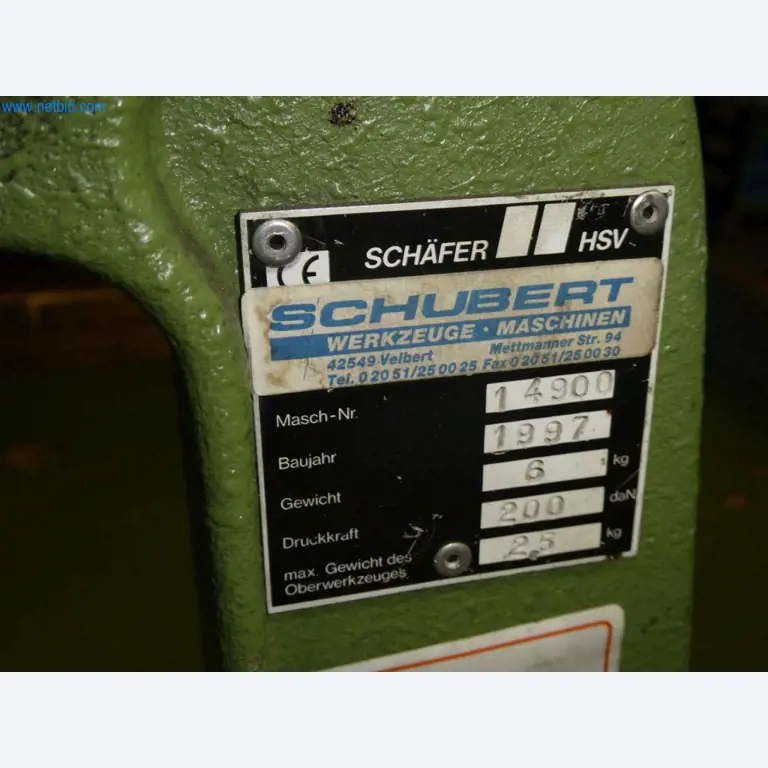 www.netbid.com
CE
SCHÄFER HSV
SCHUBERT
WERKZEUGE · MASCHINEN
42549 Velbert Mettmanner Str. 94
Tel. 0 20 51/25 00 25 Fax 0 20 51/25 00 30
Masch-Nr. 14900
Baujahr 1997
Gewicht 6 kg
Druckkraft 200 daN
max. Gewicht des
Oberwerkzeuges 2,5 kg